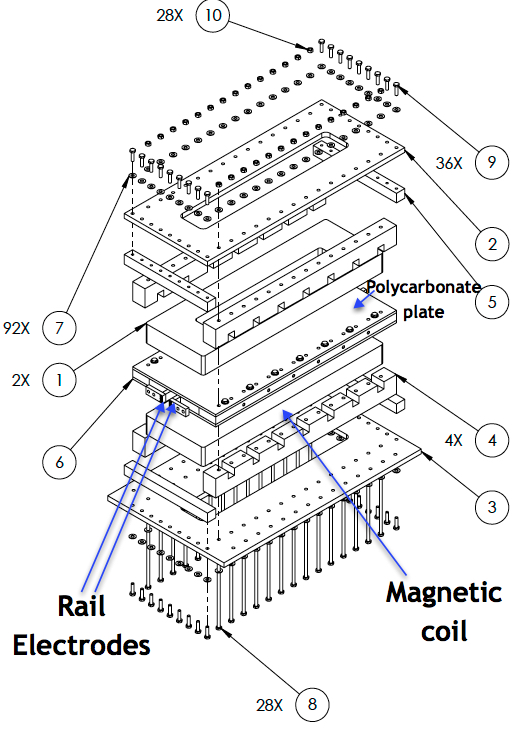 28X 10
36X 9
2
Polycarbonate
plate
5
92X 7
2X 1
6
4X 4
3
Rail
Electrodes
Magnetic
coil
28X 8